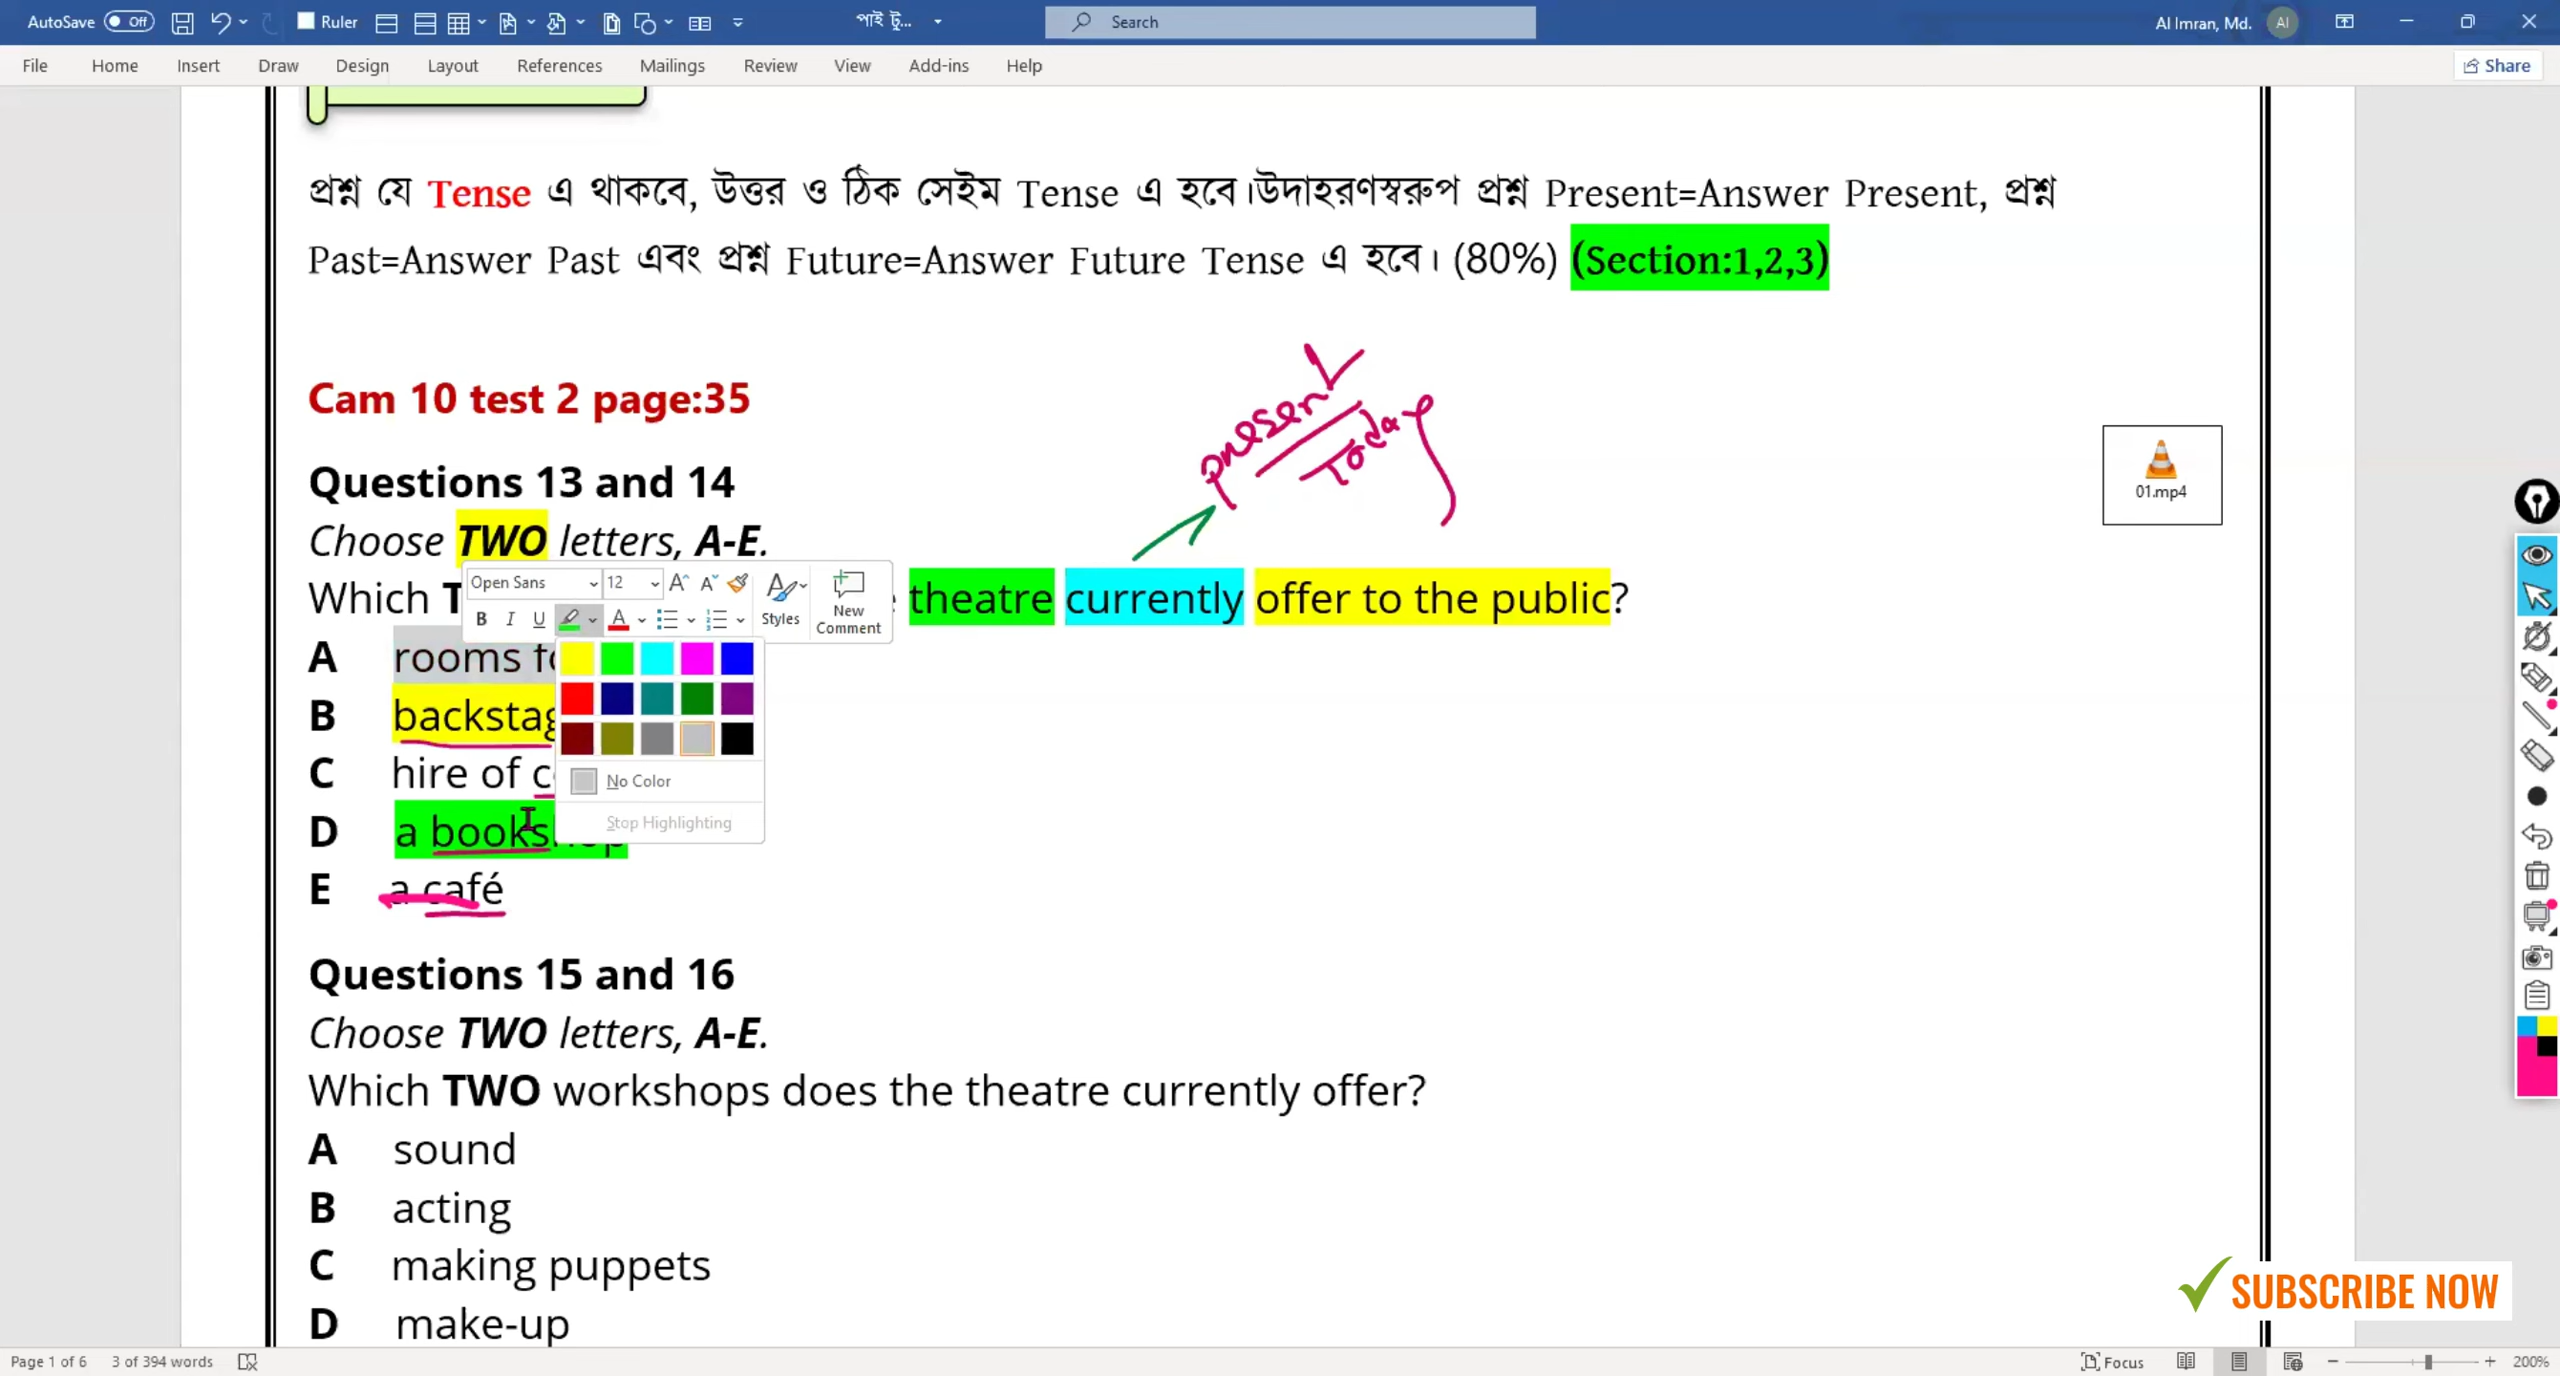 AutoSave Off Ruler পাই টু... Search Al Imran, Md. AI
File Home Insert Draw Design Layout References Mailings Review View Add-ins Help Share
প্রশ্ন যে Tense এ থাকবে, উত্তর ও ঠিক সেইম Tense এ হবে।উদাহরণস্বরুপ প্রশ্ন Present=Answer Present, প্রশ্ন
Past=Answer Past এবং প্রশ্ন Future=Answer Future Tense এ হবে। (80%) (Section:1,2,3)
present
Today
Cam 10 test 2 page:35
01.mp4
Questions 13 and 14
Choose TWO letters, A-E.
Open Sans 12 Styles New Comment
B I U
Which theatre currently offer to the public?
A rooms
B
C hire of
D a
No Color
Stop Highlighting
E a café
Questions 15 and 16
Choose TWO letters, A-E.
Which TWO workshops does the theatre currently offer?
A sound
B acting
C making puppets
D make-up
SUBSCRIBE NOW
Page 1 of 6 3 of 394 words Focus 200%